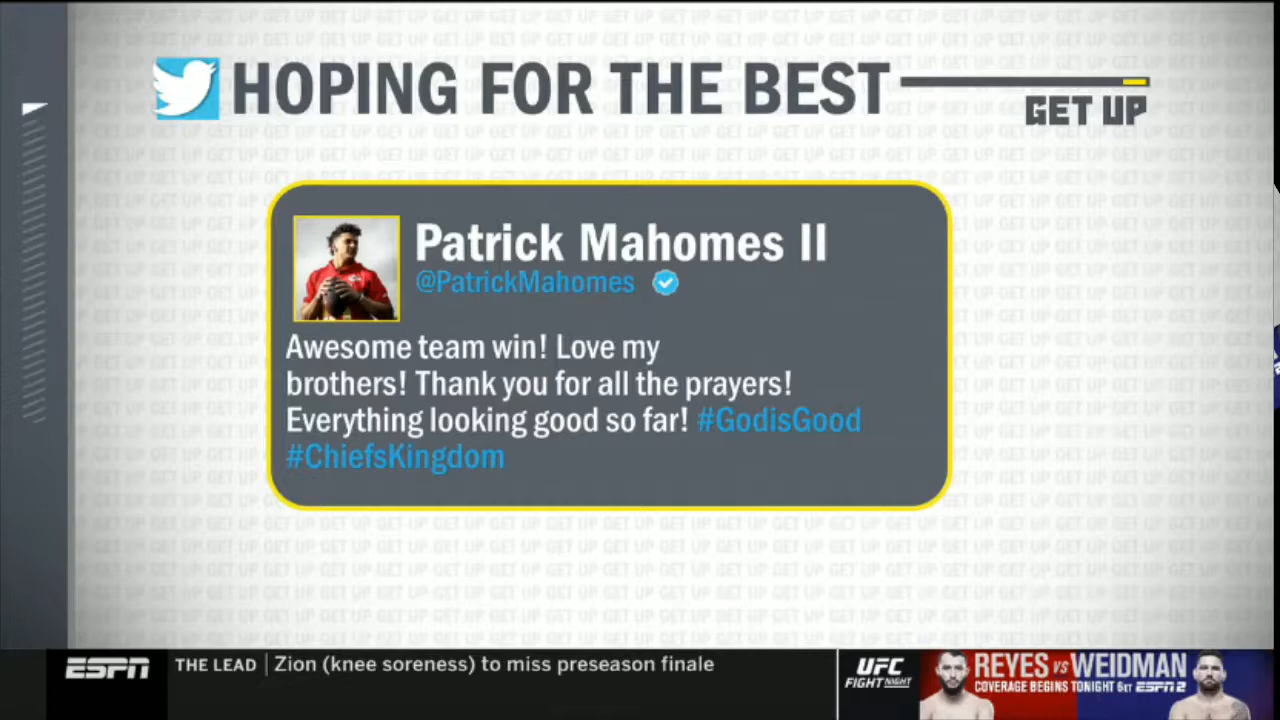 HOPING FOR THE BEST
GET UP
Patrick Mahomes II
@PatrickMahomes
Awesome team win! Love my
brothers! Thank you for all the prayers!
Everything looking good so far! #GodisGood
#ChiefsKingdom
ESPN
THE LEAD
Zion (knee soreness) to miss preseason finale
UFC
FIGHT NIGHT
REYES VS WEIDMAN
COVERAGE BEGINS TONIGHT 6ET ESPN2